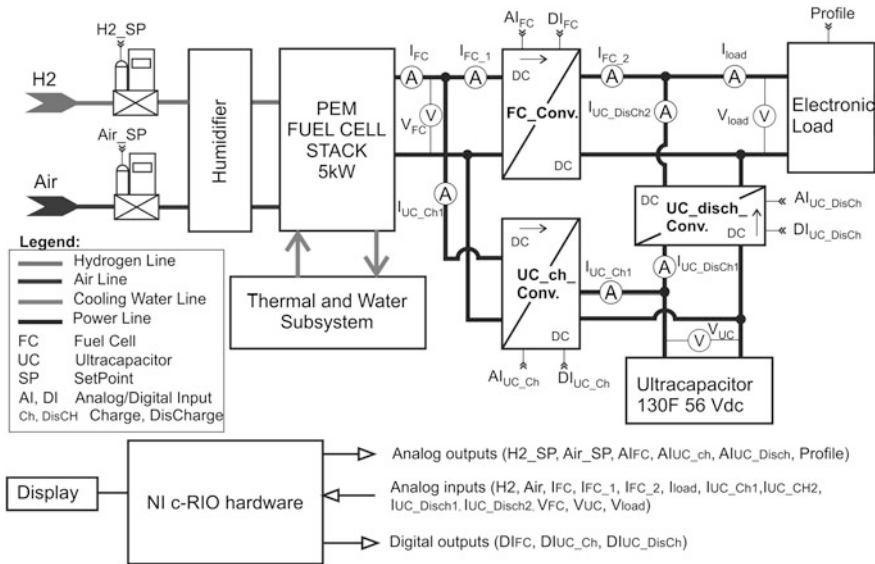 H2_SP
H2
Air_SP
Air
Humidifier
PEM
FUEL CELL
STACK
5kW
Thermal and Water
Subsystem
IFC
A
VFC
V
IFC_1
A
IUC_Ch1
A
AIFC
DIFC
DC
FC_Conv.
DC
IFC_2
A
IUC_DisCh2
A
Iload
A
Vload
V
Profile
Electronic
Load
DC
UC_disch_
Conv.
DC
AIUC_DisCh
DIUC_DisCh
DC
UC_ch_
Conv.
DC
AIUC_Ch
DIUC_Ch
IUC_Ch1
A
IUC_DisCh1
A
VUC
V
Ultracapacitor
130F 56 Vdc
Legend:
Hydrogen Line
Air Line
Cooling Water Line
Power Line
FC Fuel Cell
UC Ultracapacitor
SP SetPoint
AI, DI Analog/Digital Input
Ch, DisCH Charge, DisCharge
Display
NI c-RIO hardware
Analog outputs (H2_SP, Air_SP, AIFC, AIUC_ch, AIUC_Disch, Profile)
Analog inputs (H2, Air, IFC, IFC_1, IFC_2, Iload, IUC_Ch1,IUC_CH2,
IUC_Disch1, IUC_Disch2, VFC, VUC, Vload)
Digital outputs (DIFC, DIUC_Ch, DIUC_DisCh)